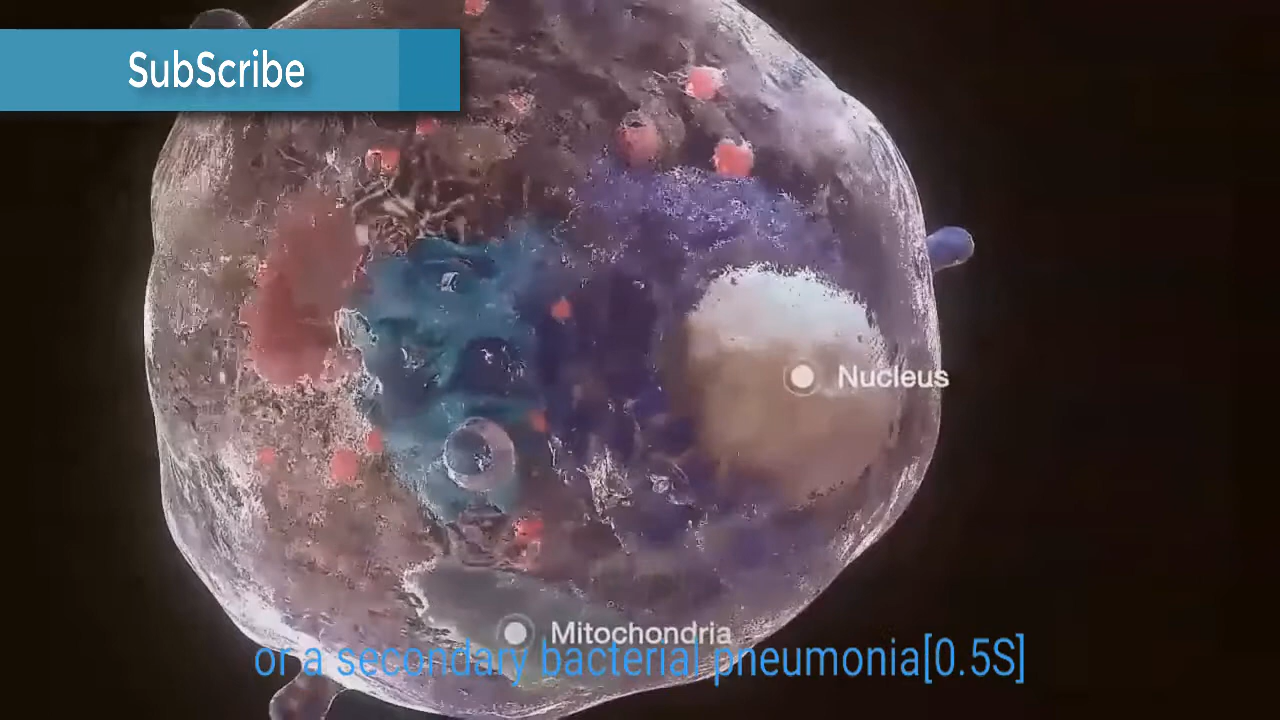 SubScribe
Nucleus
Mitochondria
or a secondary bacterial pneumonia[0.5S]